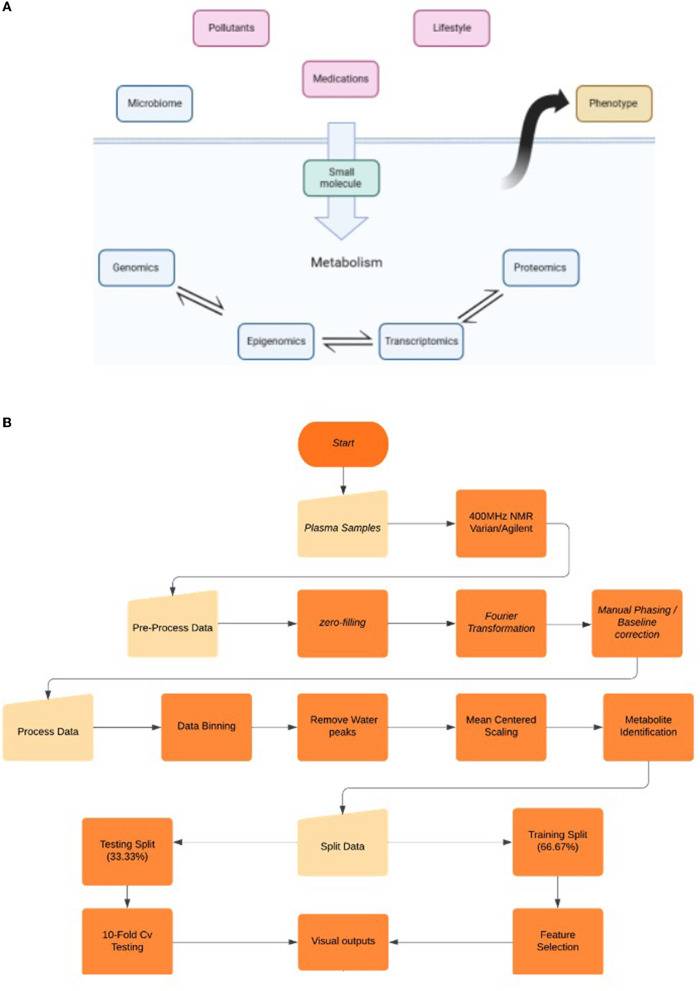 A
Pollutants
Lifestyle
Medications
Microbiome
Phenotype
Small
molecule
Metabolism
Genomics
Proteomics
Epigenomics
Transcriptomics
B
Start
Plasma Samples
400MHz NMR
Varian/Agilent
Pre-Process Data
zero-filling
Fourier
Transformation
Manual Phasing /
Baseline
correction
Process Data
Data Binning
Remove Water
peaks
Mean Centered
Scaling
Metabolite
Identification
Testing Split
(33.33%)
Split Data
Training Split
(66.67%)
10-Fold Cv
Testing
Visual outputs
Feature
Selection